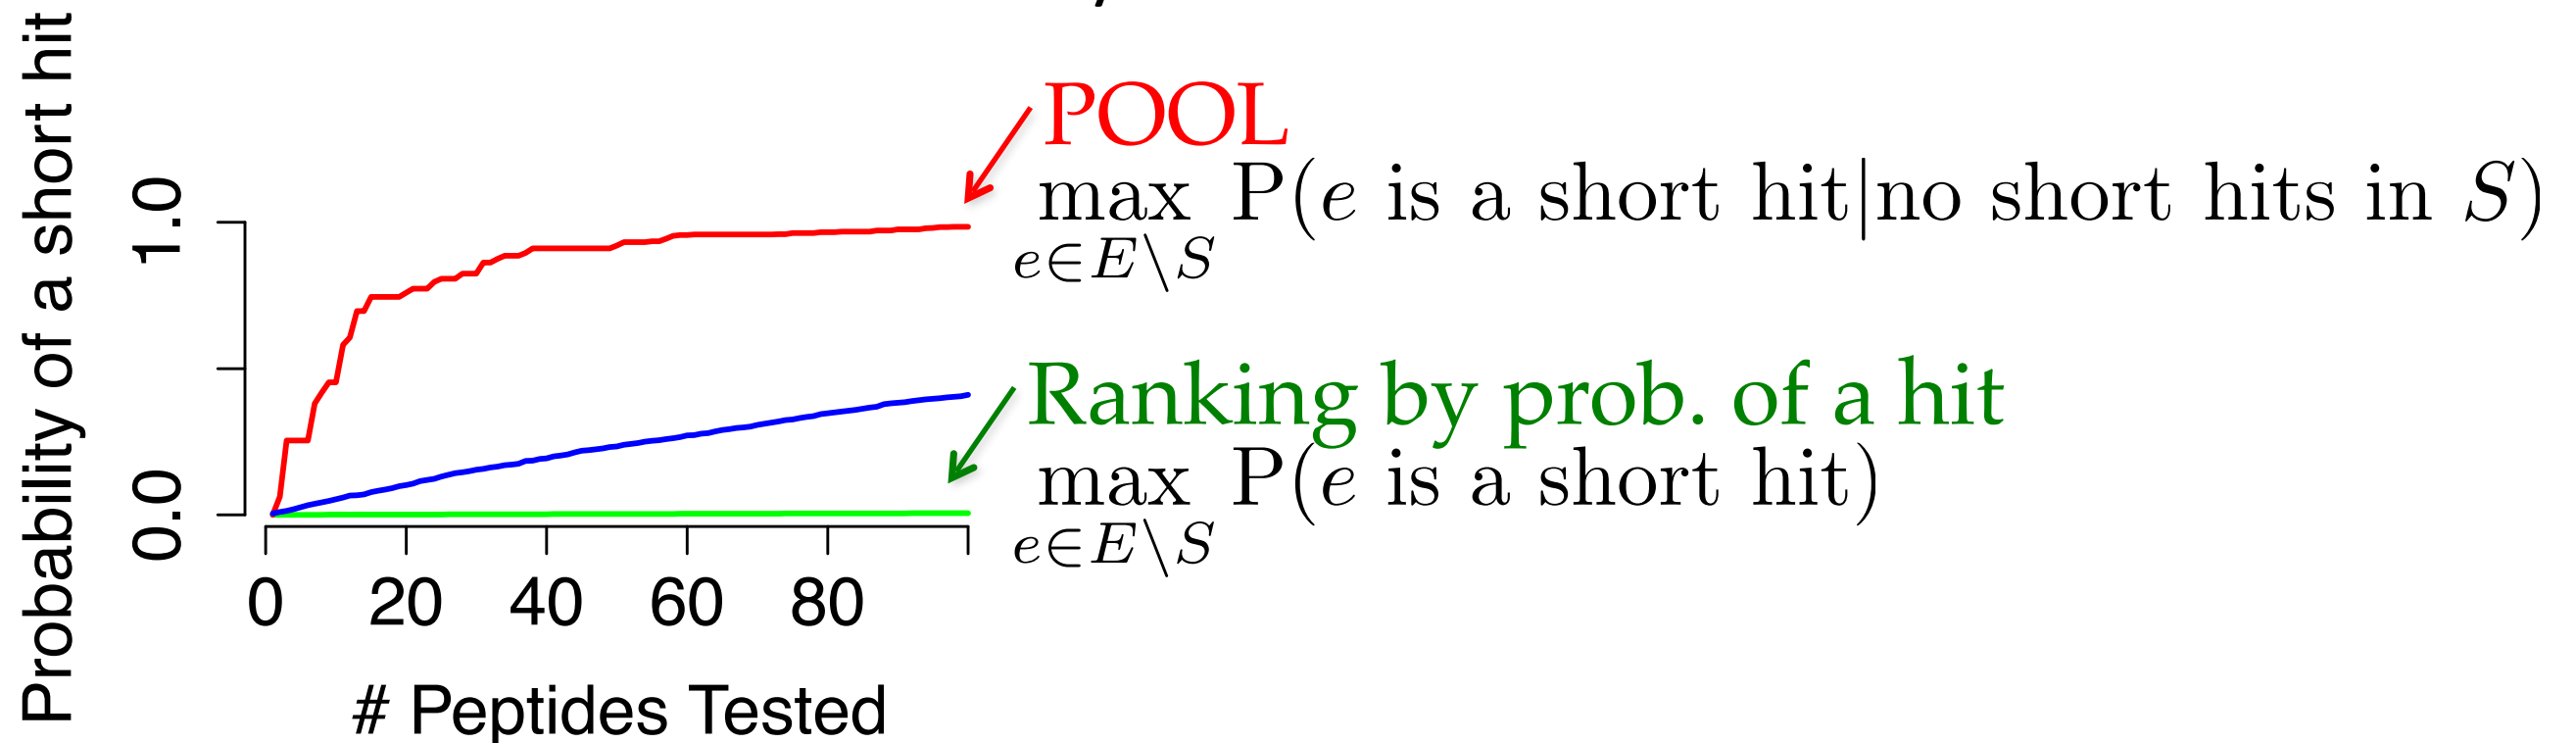 Probability of a short hit
1.0
0.0
0 20 40 60 80
# Peptides Tested
POOL
max P(e is a short hit|no short hits in S)
e∈E\S
Ranking by prob. of a hit
max P(e is a short hit)
e∈E\S